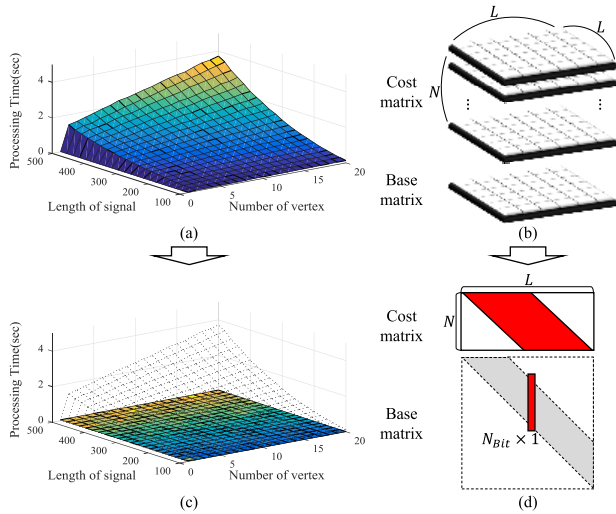 4
2
0
Processing Time(sec)
500
400
300
200
100
Length of signal
0
5
10
15
20
Number of vertex
(a)
L
L
N
Cost
matrix
⋮
⋮
Base
matrix
(b)
4
2
0
Processing Time(sec)
500
400
300
200
100
Length of signal
0
5
10
15
20
Number of vertex
(c)
L
N
Cost
matrix
Base
matrix
N_{Bit} × 1
(d)